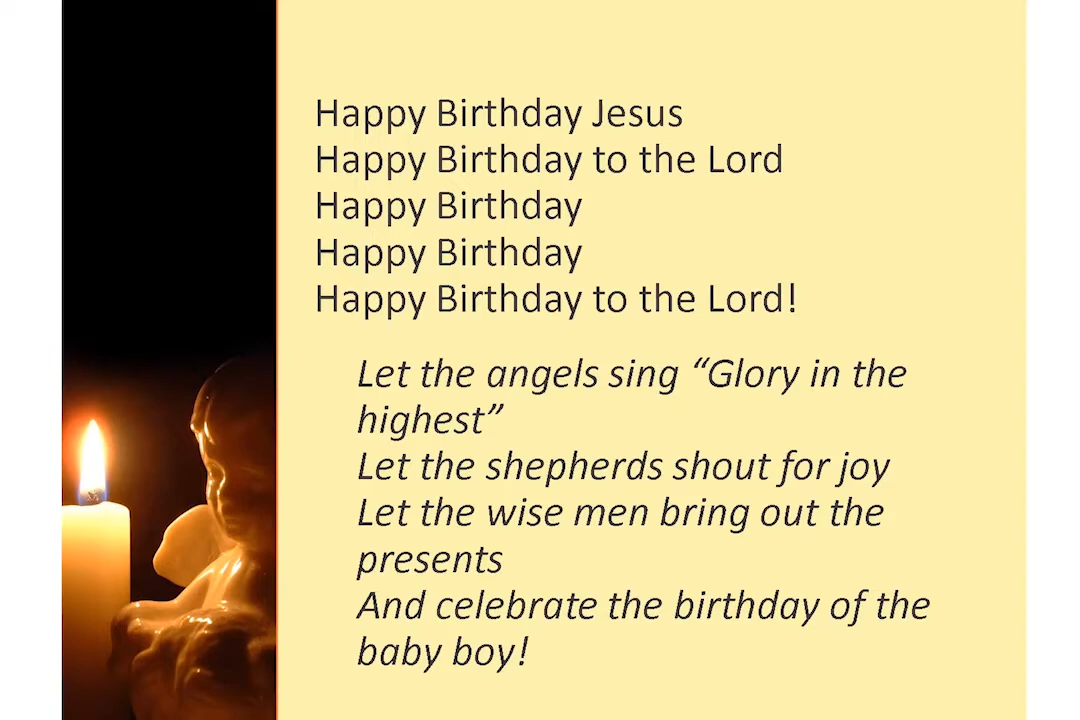 Happy Birthday Jesus
Happy Birthday to the Lord
Happy Birthday
Happy Birthday
Happy Birthday to the Lord!
Let the angels sing “Glory in the
highest”
Let the shepherds shout for joy
Let the wise men bring out the
presents
And celebrate the birthday of the
baby boy!